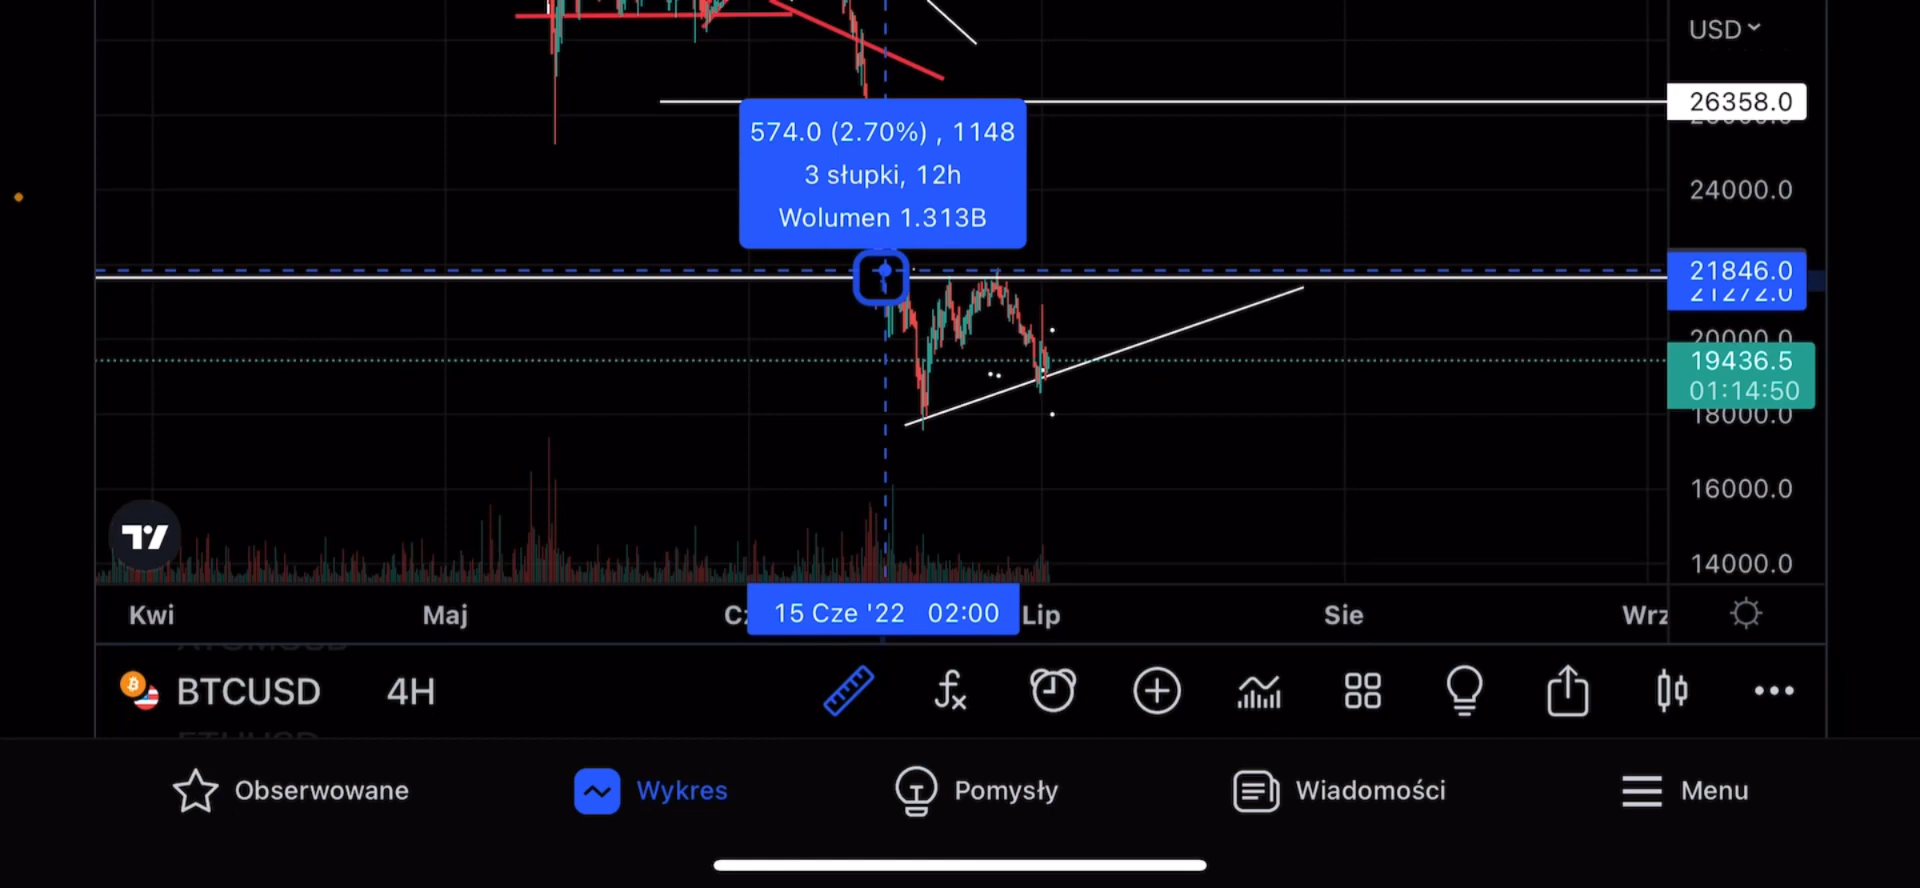 USD
26358.0
574.0 (2.70%) , 1148
3 słupki, 12h
Wolumen 1.313B
24000.0
21846.0
21272.0
20000.0
19436.5
01:14:50
18000.0
16000.0
14000.0
Kwi
Maj
15 Cze '22 02:00
Lip
Sie
Wrz
BTCUSD
4H
Obserwowane
Wykres
Pomysły
Wiadomości
Menu